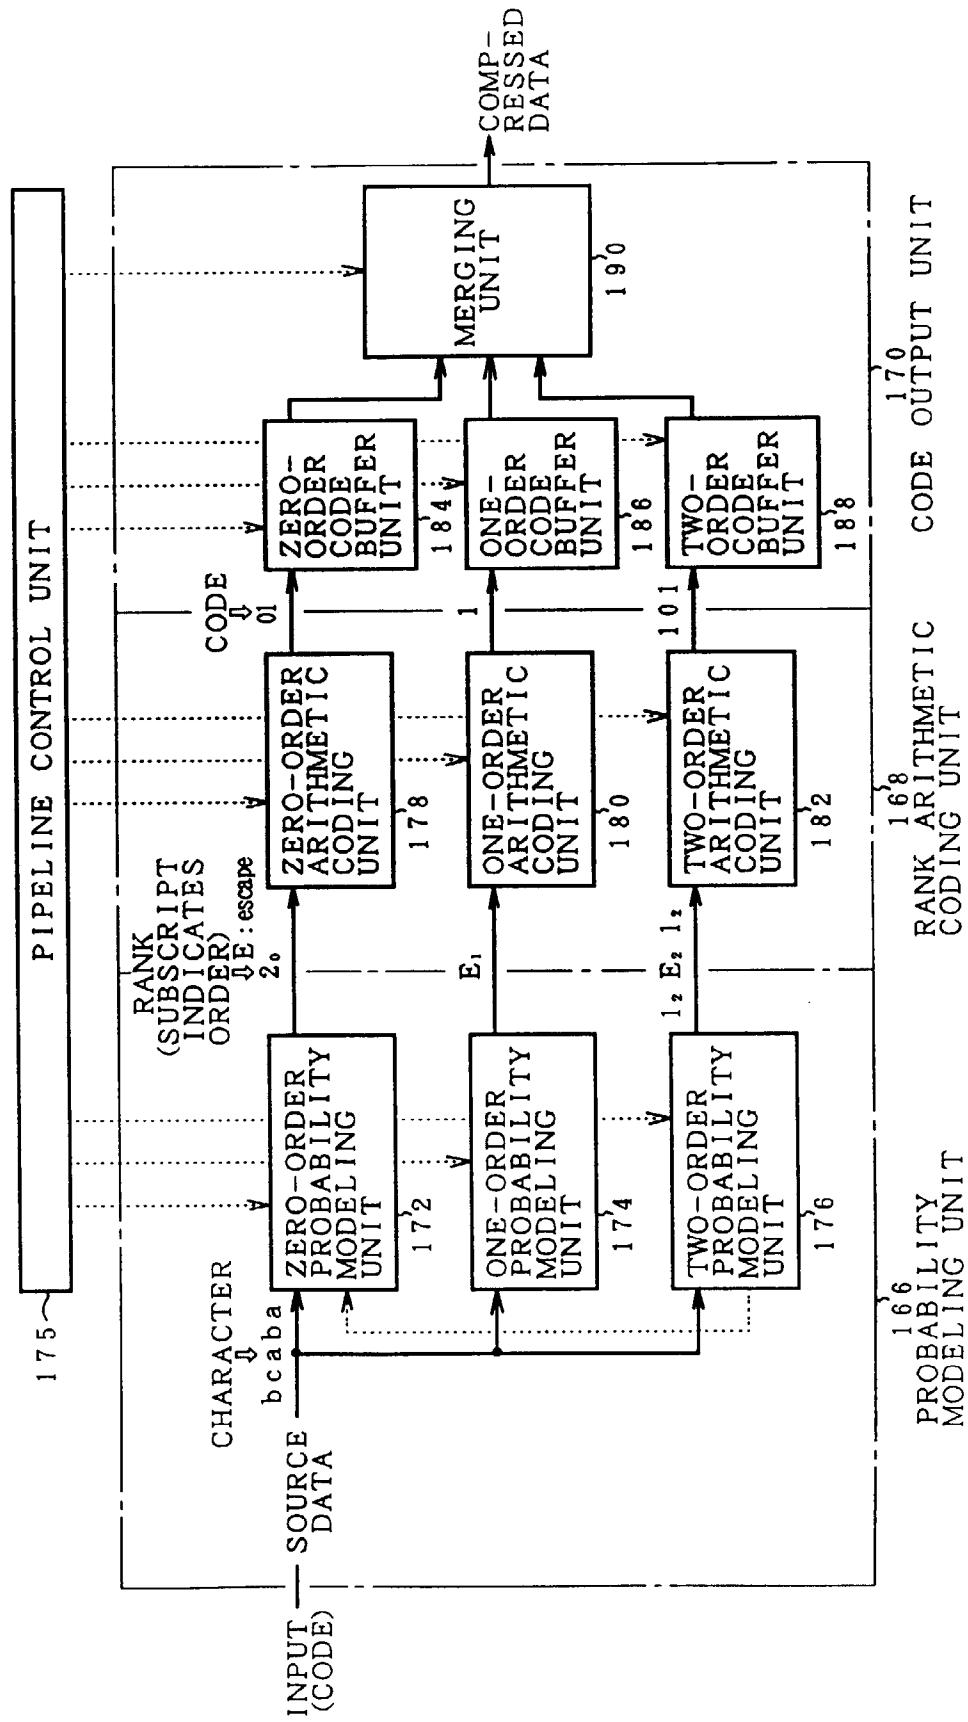 175
PIPELINE CONTROL UNIT
INPUT
(CODE)
SOURCE
DATA
CHARACTER
⇩
bcaba
RANK
(SUBSCRIPT
INDICATES
ORDER)
⇩ E:escape
2₀
CODE
⇩
01
ZERO-ORDER
PROBABILITY
MODELING
UNIT
172
ZERO-ORDER
ARITHMETIC
CODING
UNIT
178
ZERO-
ORDER
CODE
BUFFER
UNIT
184
ONE-ORDER
PROBABILITY
MODELING
UNIT
174
E₁
ONE-ORDER
ARITHMETIC
CODING
UNIT
180
1
ONE-
ORDER
CODE
BUFFER
UNIT
186
TWO-ORDER
PROBABILITY
MODELING
UNIT
176
1₂ E₂ 1₂
TWO-ORDER
ARITHMETIC
CODING
UNIT
182
101
TWO-
ORDER
CODE
BUFFER
UNIT
188
MERGING
UNIT
190
COMP-
RESSED
DATA
166
PROBABILITY
MODELING UNIT
168
RANK ARITHMETIC
CODING UNIT
170
CODE OUTPUT UNIT